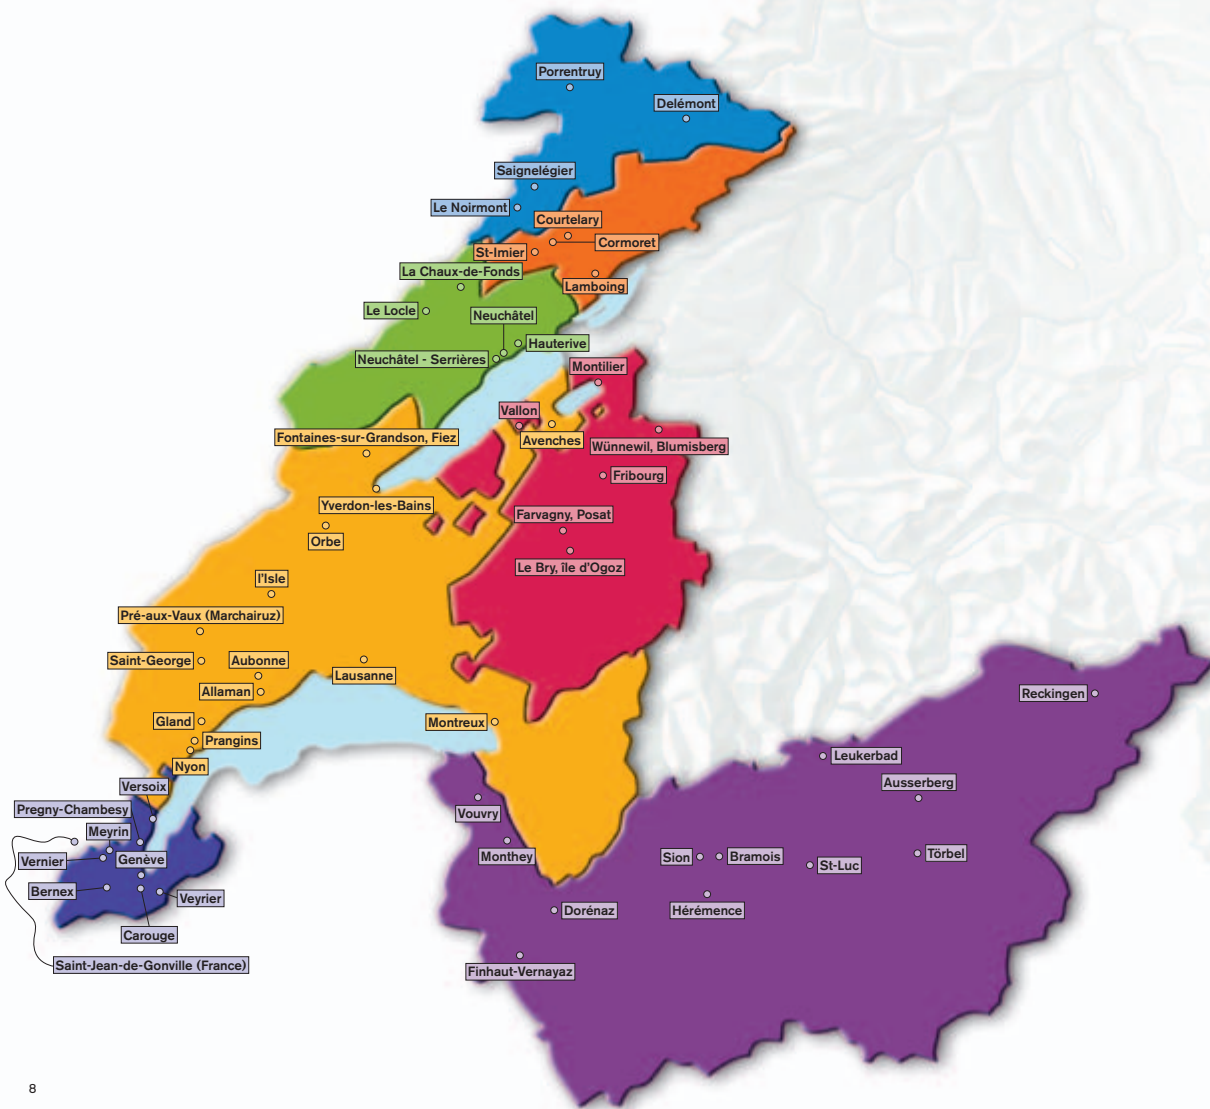 Porrentruy
Delémont
Saignelégier
Le Noirmont
Courtelary
Cormoret
St-Imier
La Chaux-de-Fonds
Lamboing
Le Locle
Neuchâtel
Hauterive
Neuchâtel - Serrières
Montilier
Vallon
Fontaines-sur-Grandson, Fiez
Avenches
Wünnewil, Blumisberg
Fribourg
Yverdon-les-Bains
Farvagny, Posat
Orbe
Le Bry, île d'Ogoz
l'Isle
Pré-aux-Vaux (Marchairuz)
Saint-George
Aubonne
Lausanne
Allaman
Reckingen
Gland
Montreux
Prangins
Leukerbad
Nyon
Versoix
Ausserberg
Pregny-Chambesy
Vouvry
Meyrin
Vernier
Genève
Monthey
Sion
Bramois
St-Luc
Törbel
Bernex
Veyrier
Dorénaz
Hérémence
Carouge
Saint-Jean-de-Gonville (France)
Finhaut-Vernayaz
8